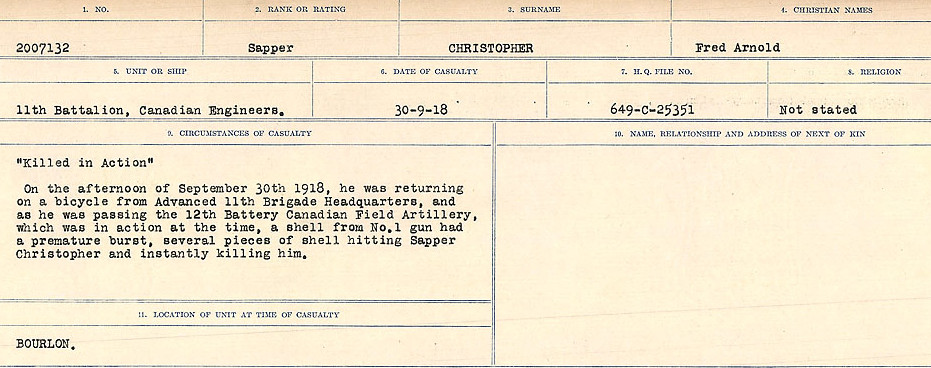 1. NO. 2. RANK OR RATING 3. SURNAME 4. CHRISTIAN NAMES
2007132 Sapper CHRISTOPHER Fred Arnold
5. UNIT OR SHIP 6. DATE OF CASUALTY 7. H.Q. FILE NO. 8. RELIGION
11th Battalion, Canadian Engineers. 30-9-18 649-C-25351 Not stated
9. CIRCUMSTANCES OF CASUALTY 10. NAME, RELATIONSHIP AND ADDRESS OF NEXT OF KIN
"Killed in Action"
On the afternoon of September 30th 1918, he was returning
on a bicycle from Advanced 11th Brigade Headquarters, and
as he was passing the 12th Battery Canadian Field Artillery,
which was in action at the time, a shell from No.1 gun had
a premature burst, several pieces of shell hitting Sapper
Christopher and instantly killing him.
11. LOCATION OF UNIT AT TIME OF CASUALTY
BOURLON.